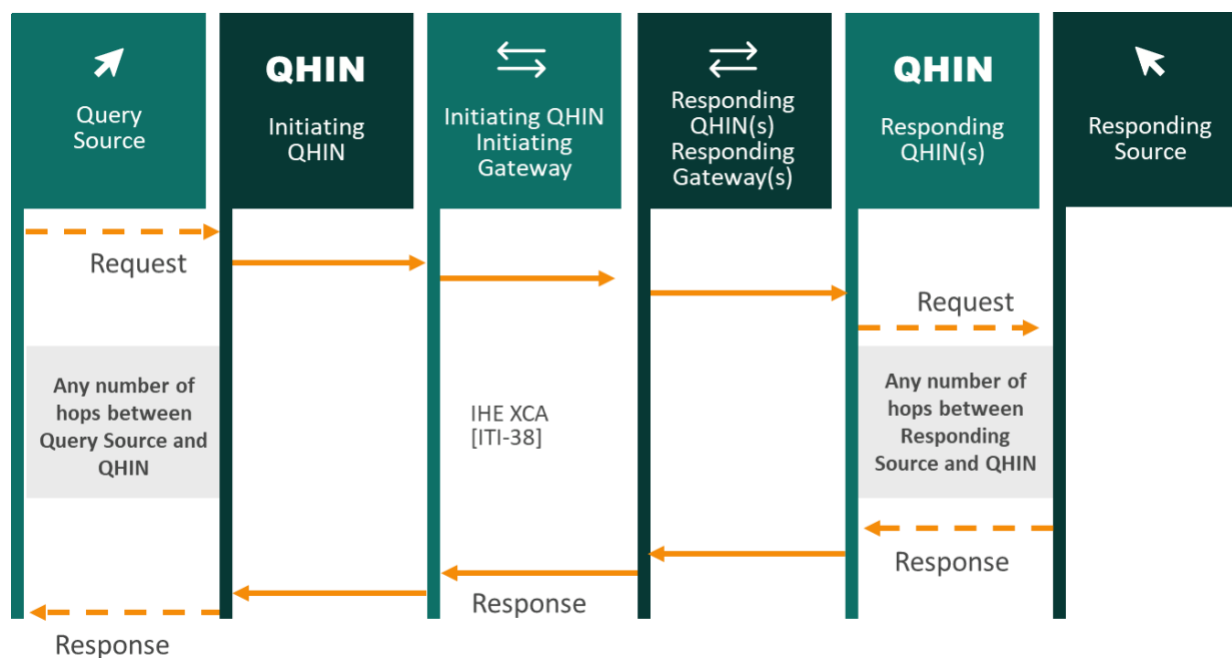 Query
Source
QHIN
Initiating
QHIN
Initiating QHIN
Initiating
Gateway
Responding
QHIN(s)
Responding
Gateway(s)
QHIN
Responding
QHIN(s)
Responding
Source
Request
Request
Any number of
hops between
Query Source and
QHIN
IHE XCA
[ITI-38]
Any number of
hops between
Responding
Source and QHIN
Response
Response
Response